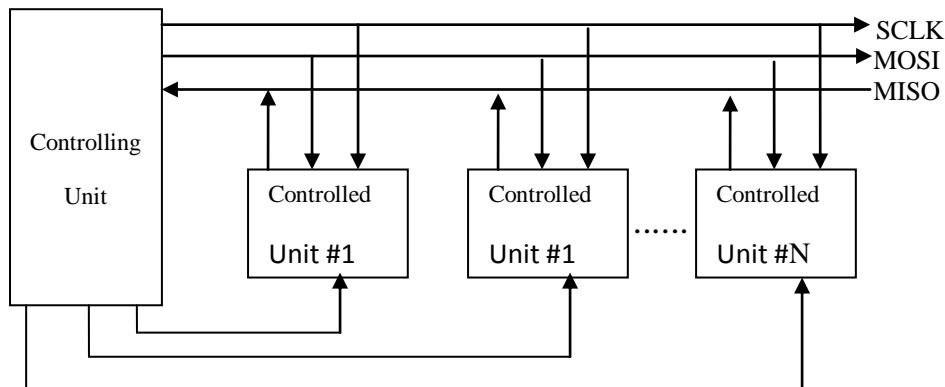 SCLK
MOSI
MISO
Controlling
Unit
Controlled
Unit #1
Controlled
Unit #1
......
Controlled
Unit #N